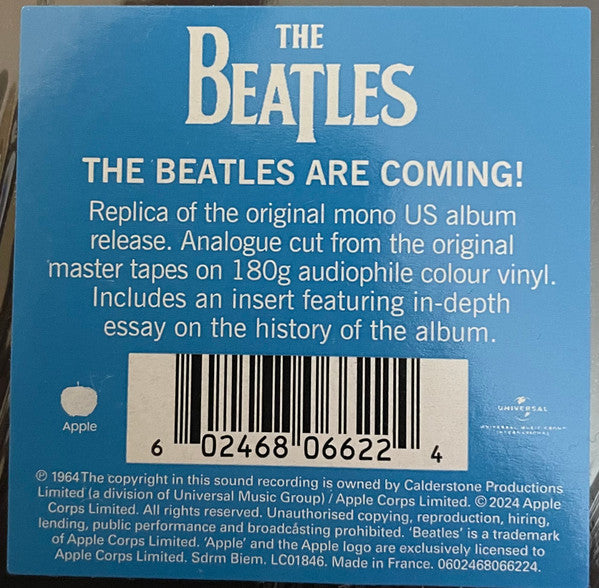 THE
BEATLES
THE BEATLES ARE COMING!
Replica of the original mono US album
release. Analogue cut from the original
master tapes on 180g audiophile colour vinyl.
Includes an insert featuring in-depth
essay on the history of the album.
Apple
6 02468 06622 4
UNIVERSAL
UNIVERSAL MUSIC GROUP
INTERNATIONAL
℗ 1964 The copyright in this sound recording is owned by Calderstone Productions
Limited (a division of Universal Music Group) / Apple Corps Limited. © 2024 Apple
Corps Limited. All rights reserved. Unauthorised copying, reproduction, hiring,
lending, public performance and broadcasting prohibited. 'Beatles' is a trademark
of Apple Corps Limited. 'Apple' and the Apple logo are exclusively licensed to
Apple Corps Limited. Sdrm Biem. LC01846. Made in France. 0602468066224.